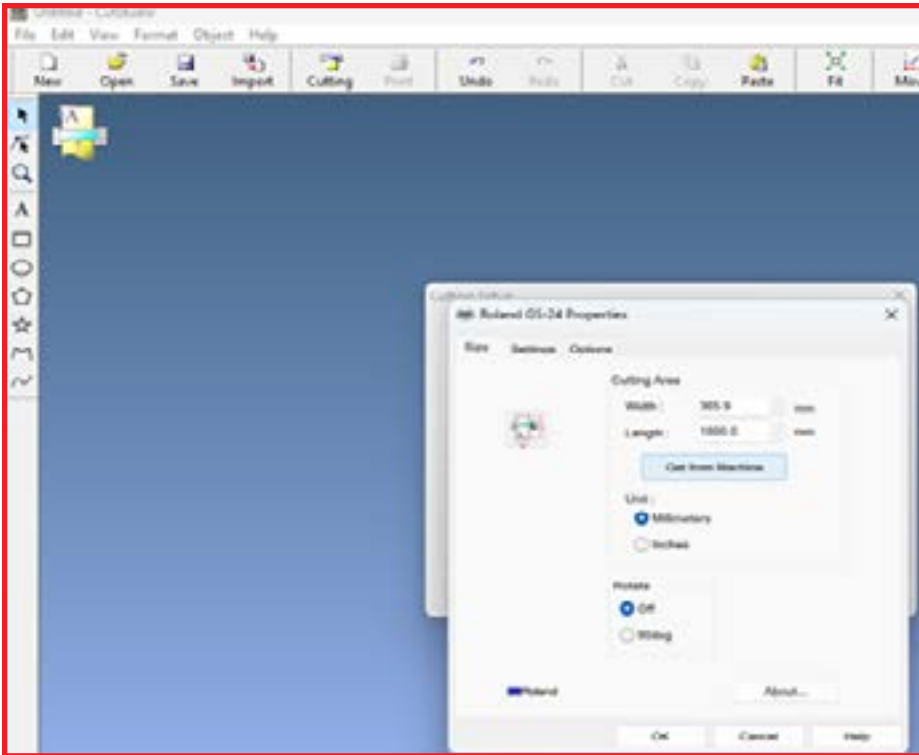 Untitled - CutStudio
File Edit View Format Object Help
New Open Save Import Cutting Print Undo Redo Cut Copy Paste Fit
A
A
Roland GS-24 Properties
Size Settings Options
Cutting Area
Width : mm
Length : mm
Get from Machine
Unit :
Millimeters
Inches
Rotate
Off
90deg
Roland
About...
OK Cancel Help